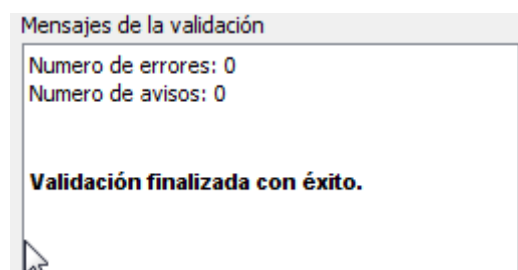 Mensajes de la validación
Numero de errores: 0
Numero de avisos: 0
Validación finalizada con éxito.